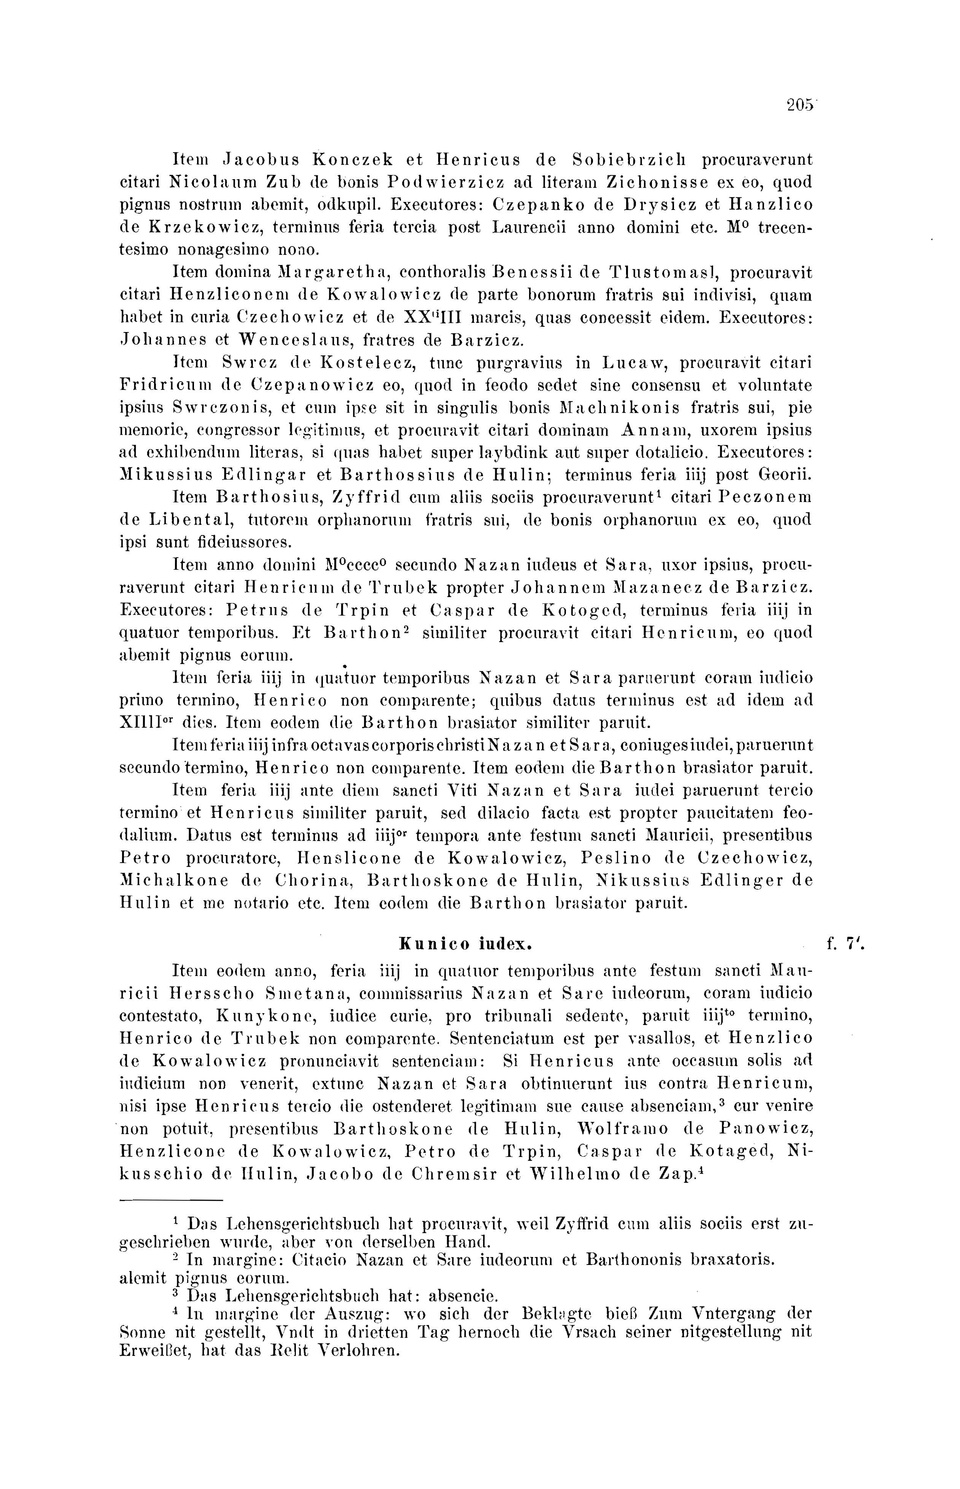 205
Item Jacobus Konczek et Henricus de Sobiebrzich procuraverunt
citari Nicolaum Zub de bonis Podwierzicz ad literam Zichonisse ex eo, quod
pignus nostrum abemit, odkupil. Executores: Czepanko de Drysicz et Hanzlico
de Krzekowicz, terminus feria tercia post Laurencii anno domini etc. Mº trecen-
tesimo nonagesimo nono.
Item domina Margaretha, conthoralis Benessii de Tlustomasl, procuravit
citari Henzliconem de Kowalowicz de parte bonorum fratris sui indivisi, quam
habet in curia Czechowicz et de XXᵗⁱIII marcis, quas concessit eidem. Executores:
Johannes et Wenceslaus, fratres de Barzicz.
Item Swrcz de Kostelecz, tunc purgravius in Lucaw, procuravit citari
Fridricum de Czepanowicz eo, quod in feodo sedet sine consensu et voluntate
ipsius Swrczonis, et cum ipse sit in singulis bonis Machnikonis fratris sui, pie
memorie, congressor legitimus, et procuravit citari dominam Annam, uxorem ipsius
ad exhibendum literas, si quas habet super laybdink aut super dotalicio. Executores:
Mikussius Edlingar et Barthossius de Hulin; terminus feria iiij post Georii.
Item Barthosius, Zyffrid cum aliis sociis procuraverunt¹ citari Peczonem
de Libental, tutorem orphanorum fratris sui, de bonis orphanorum ex eo, quod
ipsi sunt fideiussores.
Item anno domini Mºccccº secundo Nazan iudeus et Sara, uxor ipsius, procu-
raverunt citari Henricum de Trubek propter Johannem Mazanecz de Barzicz.
Executores: Petrus de Trpin et Caspar de Kotoged, terminus feria iiij in
quatuor temporibus. Et Barthon² similiter procuravit citari Henricum, eo quod
abemit pignus eorum.
Item feria iiij in quatuor temporibus Nazan et Sara paruerunt coram iudicio
primo termino, Henrico non comparente; quibus datus terminus est ad idem ad
XIIIIᵒʳ dies. Item eodem die Barthon brasiator similiter paruit.
Item feria iiij infra octavas corporis christi Nazan et Sara, coniuges iudei, paruerunt
secundo termino, Henrico non comparente. Item eodem die Barthon brasiator paruit.
Item feria iiij ante diem sancti Viti Nazan et Sara iudei paruerunt tercio
termino et Henricus similiter paruit, sed dilacio facta est propter paucitatem feo-
dalium. Datus est terminus ad iiijᵒʳ tempora ante festum sancti Mauricii, presentibus
Petro procuratore, Henslicone de Kowalowicz, Peslino de Czechowicz,
Michalkone de Chorina, Barthoskone de Hulin, Nikussius Edlinger de
Hulin et me notario etc. Item eodem die Barthon brasiator paruit.
Kunico iudex. f. 7'.
Item eodem anno, feria iiij in quatuor temporibus ante festum sancti Mau-
ricii Hersscho Smetana, commissarius Nazan et Sare iudeorum, coram iudicio
contestato, Kunykone, iudice curie, pro tribunali sedente, paruit iiijᵗᵒ termino,
Henrico de Trubek non comparente. Sentenciatum est per vasallos, et Henzlico
de Kowalowicz pronunciavit sentenciam: Si Henricus ante occasum solis ad
iudicium non venerit, extunc Nazan et Sara obtinuerunt ius contra Henricum,
nisi ipse Henricus tercio die ostenderet legitimam sue cause absenciam,³ cur venire
non potuit, presentibus Barthoskone de Hulin, Wolframo de Panowicz,
Henzlicone de Kowalowicz, Petro de Trpin, Caspar de Kotaged, Ni-
kusschio de Hulin, Jacobo de Chremsir et Wilhelmo de Zap.⁴
¹ Das Lehensgerichtsbuch hat procuravit, weil Zyffrid cum aliis sociis erst zu-
geschrieben wurde, aber von derselben Hand.
² In margine: Citacio Nazan et Sare iudeorum et Barthononis braxatoris.
alemit pignus eorum.
³ Das Lehensgerichtsbuch hat: absencie.
⁴ In margine der Auszug: wo sich der Beklagte bieß Zum Vntergang der
Sonne nit gestellt, Vndt in drietten Tag hernoch die Vrsach seiner nitgestellung nit
Erweißet, hat das Relit Verlohren.